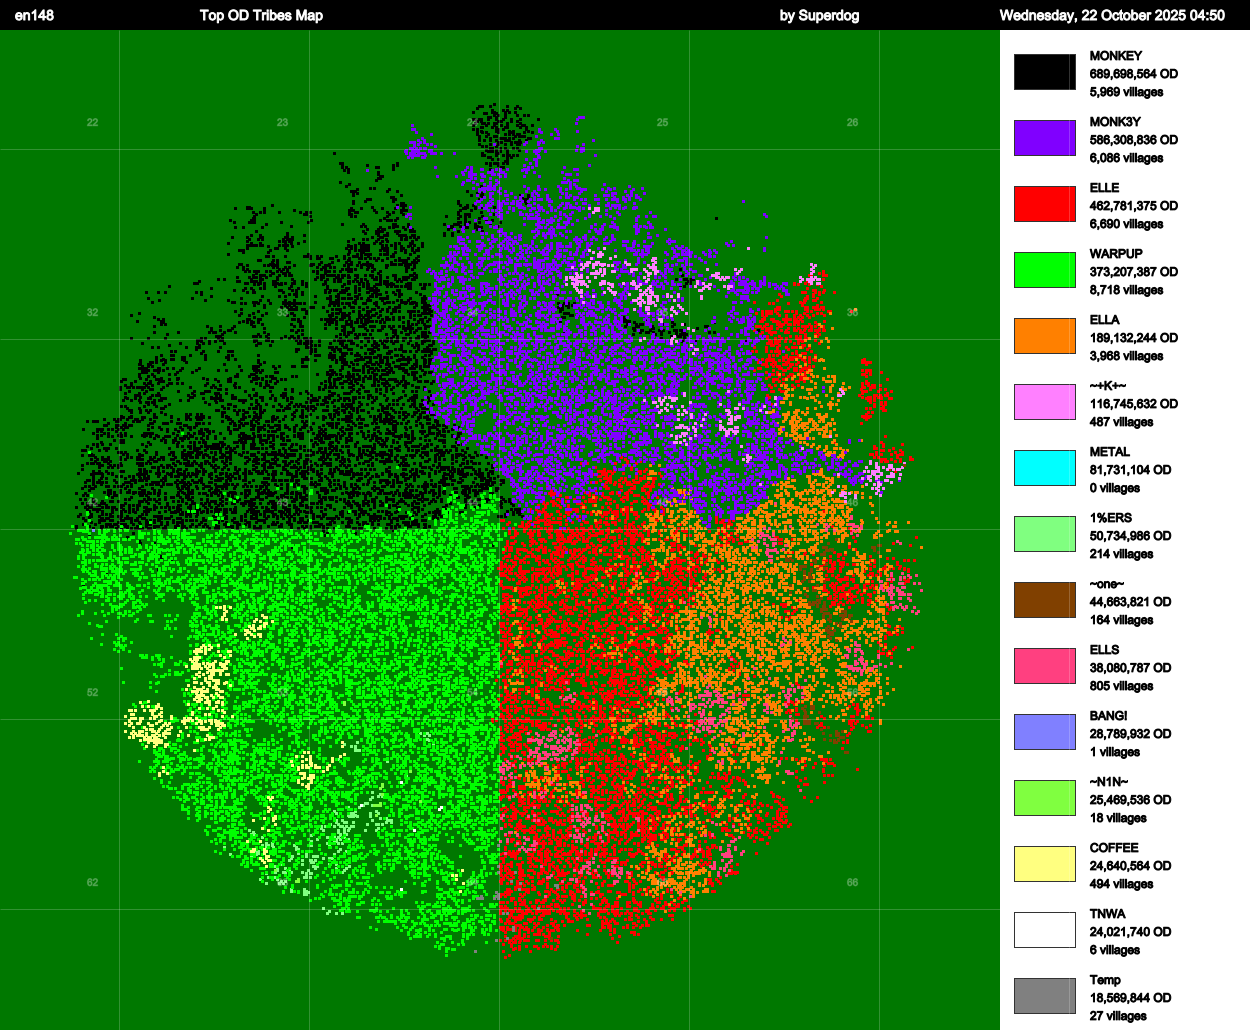 en148
Top OD Tribes Map
by Superdog
Wednesday, 22 October 2025 04:50
MONKEY
689,698,564 OD
5,969 villages
MONK3Y
586,308,836 OD
6,086 villages
ELLE
462,781,375 OD
6,690 villages
WARPUP
373,207,387 OD
8,718 villages
ELLA
189,132,244 OD
3,968 villages
~+K+~
116,745,632 OD
487 villages
METAL
81,731,104 OD
0 villages
1%ERS
50,734,986 OD
214 villages
~one~
44,663,821 OD
164 villages
ELLS
38,080,787 OD
805 villages
BANG!
28,789,932 OD
1 villages
~N1N~
25,469,536 OD
18 villages
COFFEE
24,640,564 OD
494 villages
TNWA
24,021,740 OD
6 villages
Temp
18,569,844 OD
27 villages
22
23
25
26
32
33
34
52
62
66